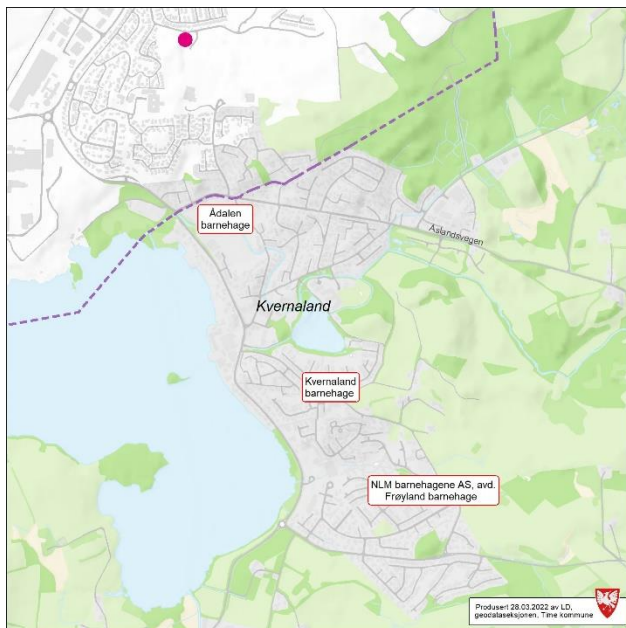 Ådalen
barnehage
Åslandsvegen
Kvernaland
Kvernaland
barnehage
NLM barnehagene AS, avd.
Frøyland barnehage
Produsert 28.03.2022 av LD,
geodataseksjonen, Time kommune